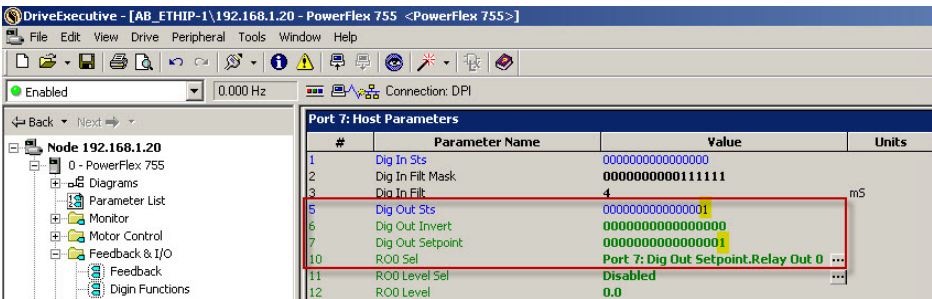 DriveExecutive - [AB_ETHIP-1\192.168.1.20 - PowerFlex 755 <PowerFlex 755>]
File Edit View Drive Peripheral Tools Window Help
Enabled 0.000 Hz Connection: DPI
Back Next
Node 192.168.1.20
0 - PowerFlex 755
Diagrams
Parameter List
Monitor
Motor Control
Feedback & I/O
Feedback
Digin Functions
Port 7: Host Parameters
# Parameter Name Value Units
1 Dig In Sts 0000000000000000
2 Dig In Filt Mask 0000000000111111
3 Dig In Filt 4 mS
5 Dig Out Sts 0000000000000001
6 Dig Out Invert 0000000000000000
7 Dig Out Setpoint 0000000000000001
10 RO0 Sel Port 7: Dig Out Setpoint.Relay Out 0 ...
11 RO0 Level Sel Disabled ...
12 RO0 Level 0.0